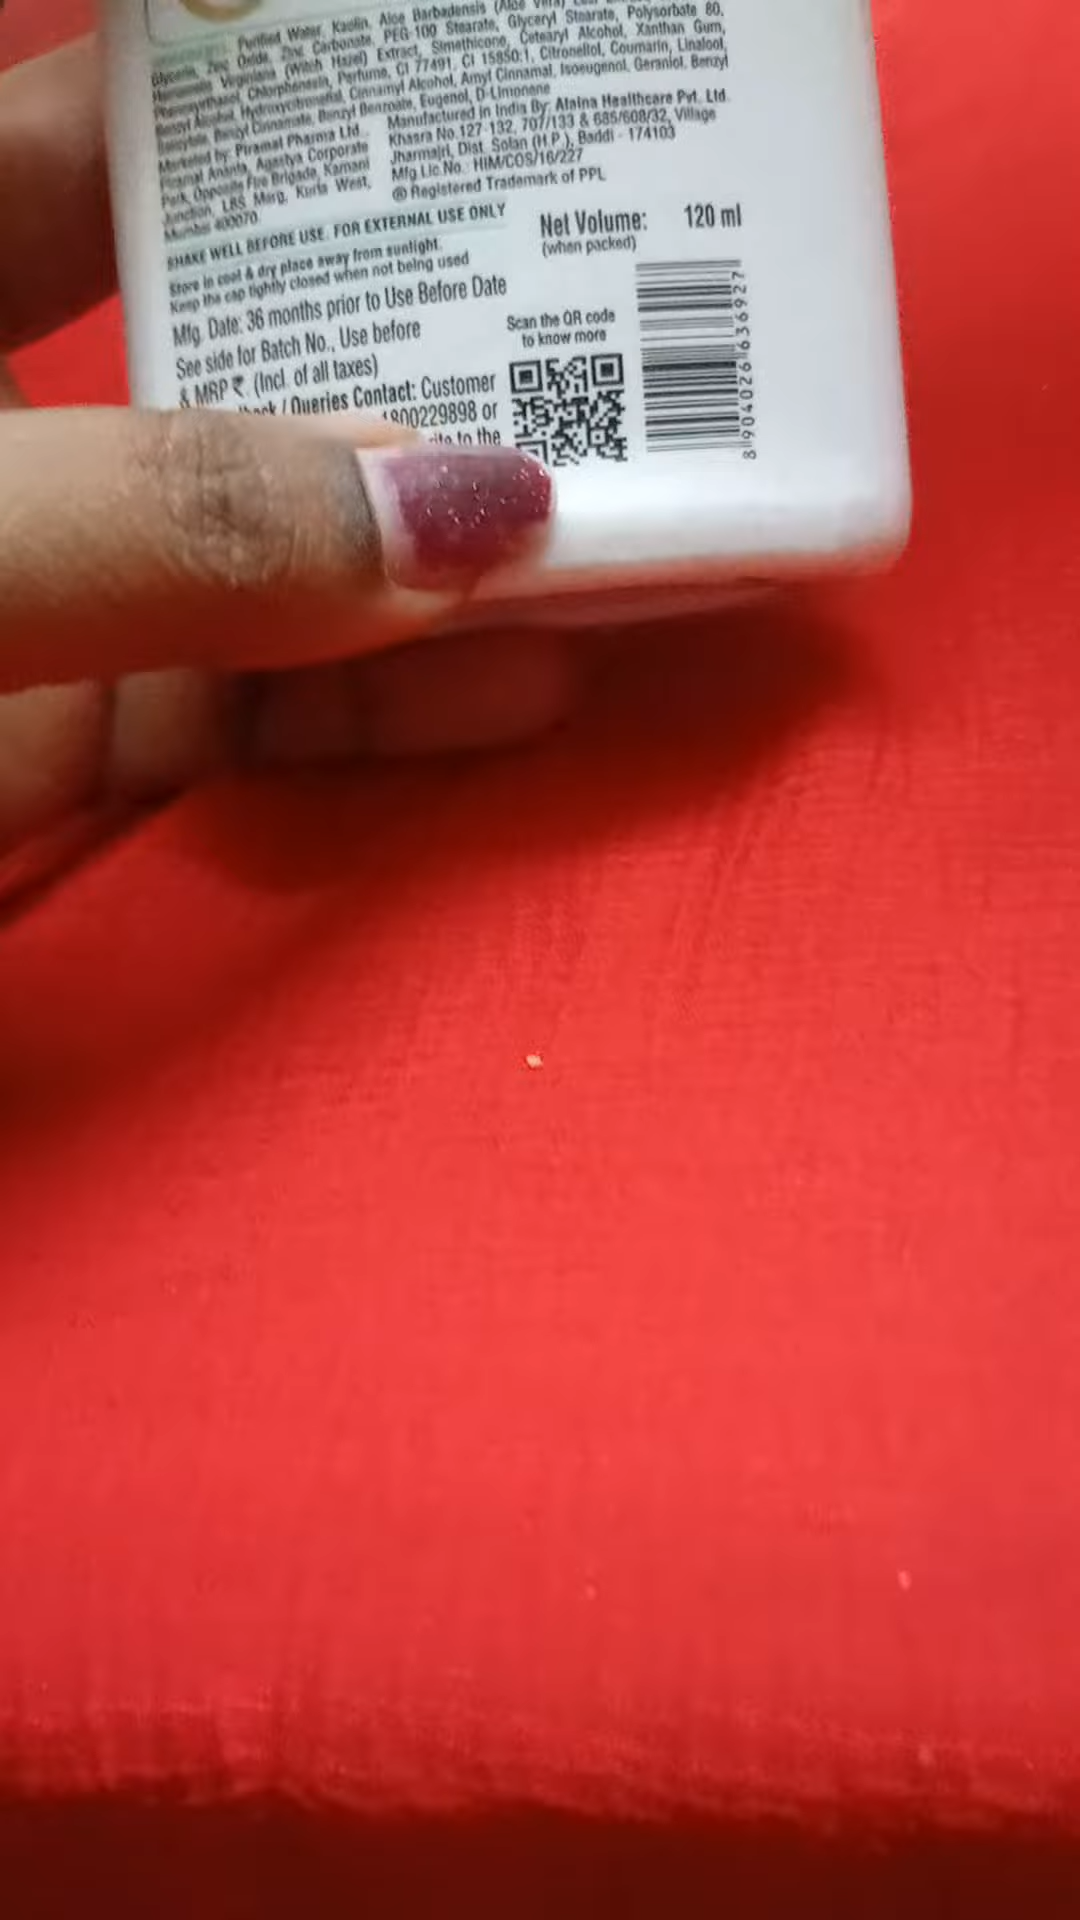 Purified Water, Kaolin, Aloe Barbadensis (Aloe Vera)
Glycerin, Zinc Oxide, Zinc Carbonate, PEG-100 Stearate, Glyceryl Stearate, Polysorbate 80,
Hamamelis Virginiana (Witch Hazel) Extract, Simethicone, Cetearyl Alcohol, Xanthan Gum,
Phenoxyethanol, Chlorphenesin, Perfume, CI 77491, CI 15850:1, Citronellol, Coumarin, Linalool,
Benzyl Alcohol, Hydroxycitronellal, Cinnamyl Alcohol, Amyl Cinnamal, Isoeugenol, Geraniol, Benzyl
Salicylate, Benzyl Cinnamate, Benzyl Benzoate, Eugenol, D-Limonene
Marketed by: Piramal Pharma Ltd.,
Piramal Ananta, Agastya Corporate
Park, Opposite Fire Brigade, Kamani
Junction, LBS Marg, Kurla West,
Mumbai 400070.
Manufactured in India By: Alaina Healthcare Pvt. Ltd.
Khasra No.127-132, 707/133 & 685/608/32, Village
Jharmajri, Dist. Solan (H.P.), Baddi - 174103
Mfg Lic.No.: HIM/COS/16/227
® Registered Trademark of PPL
SHAKE WELL BEFORE USE. FOR EXTERNAL USE ONLY
Store in cool & dry place away from sunlight.
Keep the cap tightly closed when not being used
Net Volume: 120 ml
(when packed)
Mfg. Date: 36 months prior to Use Before Date
See side for Batch No., Use before
& MRP ₹ (Incl. of all taxes)
/ Queries Contact: Customer
1800229898 or
to the
Scan the QR code
to know more
8 904026 636927